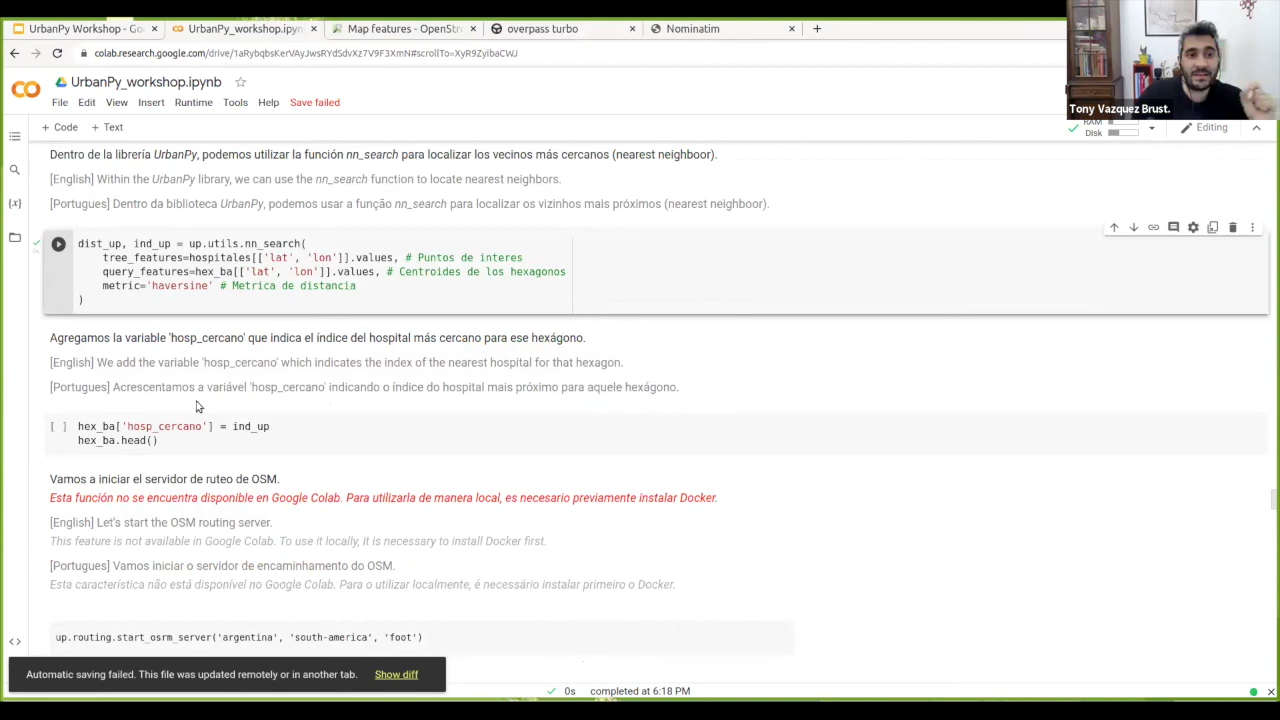 UrbanPy Workshop - Go
UrbanPy_workshop.ipyn
Map features - OpenStre
overpass turbo
Nominatim
colab.research.google.com/drive/1aRybqbsKerVAyJwsRYdSdvXz7V9F3XmN#scrollTo=XyR9ZyibaCWJ
UrbanPy_workshop.ipynb
File Edit View Insert Runtime Tools Help Save failed
Tony Vazquez Brust.
+ Code + Text
RAM
Disk
Editing
Dentro de la librería UrbanPy, podemos utilizar la función nn_search para localizar los vecinos más cercanos (nearest neighboor).
[English] Within the UrbanPy library, we can use the nn_search function to locate nearest neighbors.
[Portugues] Dentro da biblioteca UrbanPy, podemos usar a função nn_search para localizar os vizinhos mais próximos (nearest neighboor).
dist_up, ind_up = up.utils.nn_search(
tree_features=hospitales[['lat', 'lon']].values, # Puntos de interes
query_features=hex_ba[['lat', 'lon']].values, # Centroides de los hexagonos
metric='haversine' # Metrica de distancia
)
Agregamos la variable 'hosp_cercano' que indica el índice del hospital más cercano para ese hexágono.
[English] We add the variable 'hosp_cercano' which indicates the index of the nearest hospital for that hexagon.
[Portugues] Acrescentamos a variável 'hosp_cercano' indicando o índice do hospital mais próximo para aquele hexágono.
[ ] hex_ba['hosp_cercano'] = ind_up
hex_ba.head()
Vamos a iniciar el servidor de ruteo de OSM.
Esta función no se encuentra disponible en Google Colab. Para utilizarla de manera local, es necesario previamente instalar Docker.
[English] Let's start the OSM routing server.
This feature is not available in Google Colab. To use it locally, it is necessary to install Docker first.
[Portugues] Vamos iniciar o servidor de encaminhamento do OSM.
Esta característica não está disponível no Google Colab. Para o utilizar localmente, é necessário instalar primeiro o Docker.
up.routing.start_osrm_server('argentina', 'south-america', 'foot')
Automatic saving failed. This file was updated remotely or in another tab. Show diff
0s completed at 6:18 PM